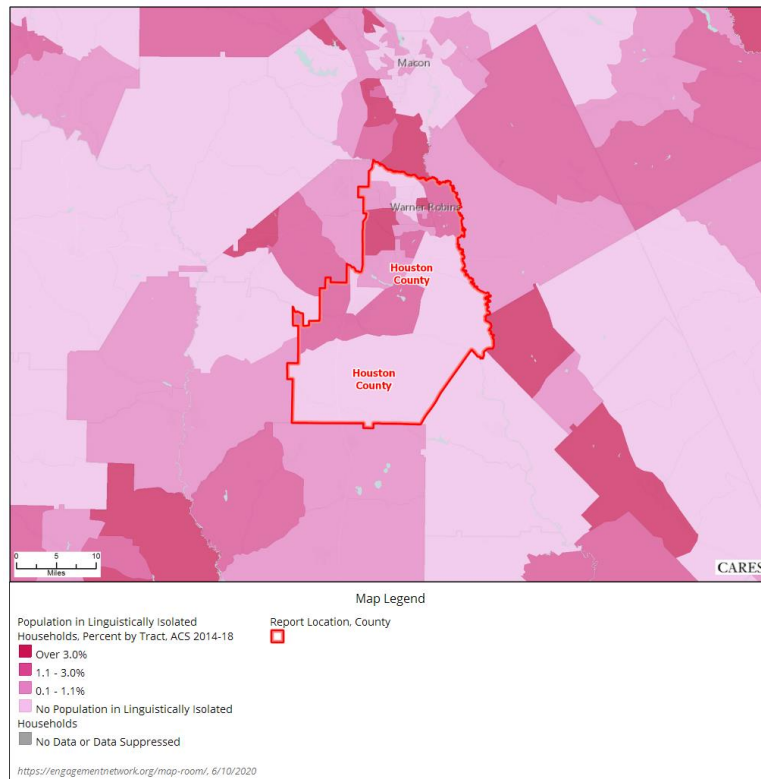 Macon
Warner Robins
Houston
County
Houston
County
0 5 10
Miles
CARES
Map Legend
Population in Linguistically Isolated
Households, Percent by Tract, ACS 2014-18
Over 3.0%
1.1 - 3.0%
0.1 - 1.1%
No Population in Linguistically Isolated
Households
No Data or Data Suppressed
Report Location, County
https://engagementnetwork.org/map-room/, 6/10/2020